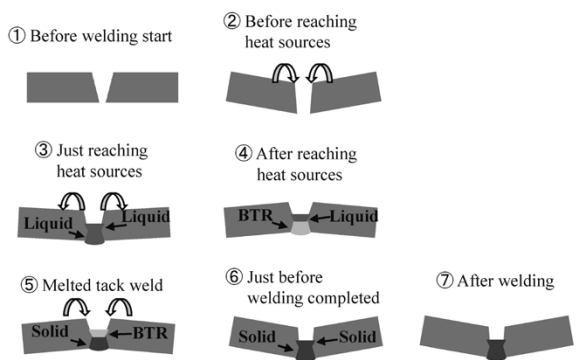 ① Before welding start
② Before reaching
heat sources
③ Just reaching
heat sources
Liquid Liquid
④ After reaching
heat sources
BTR Liquid
⑤ Melted tack weld
Solid BTR
⑥ Just before
welding completed
Solid Solid
⑦ After welding